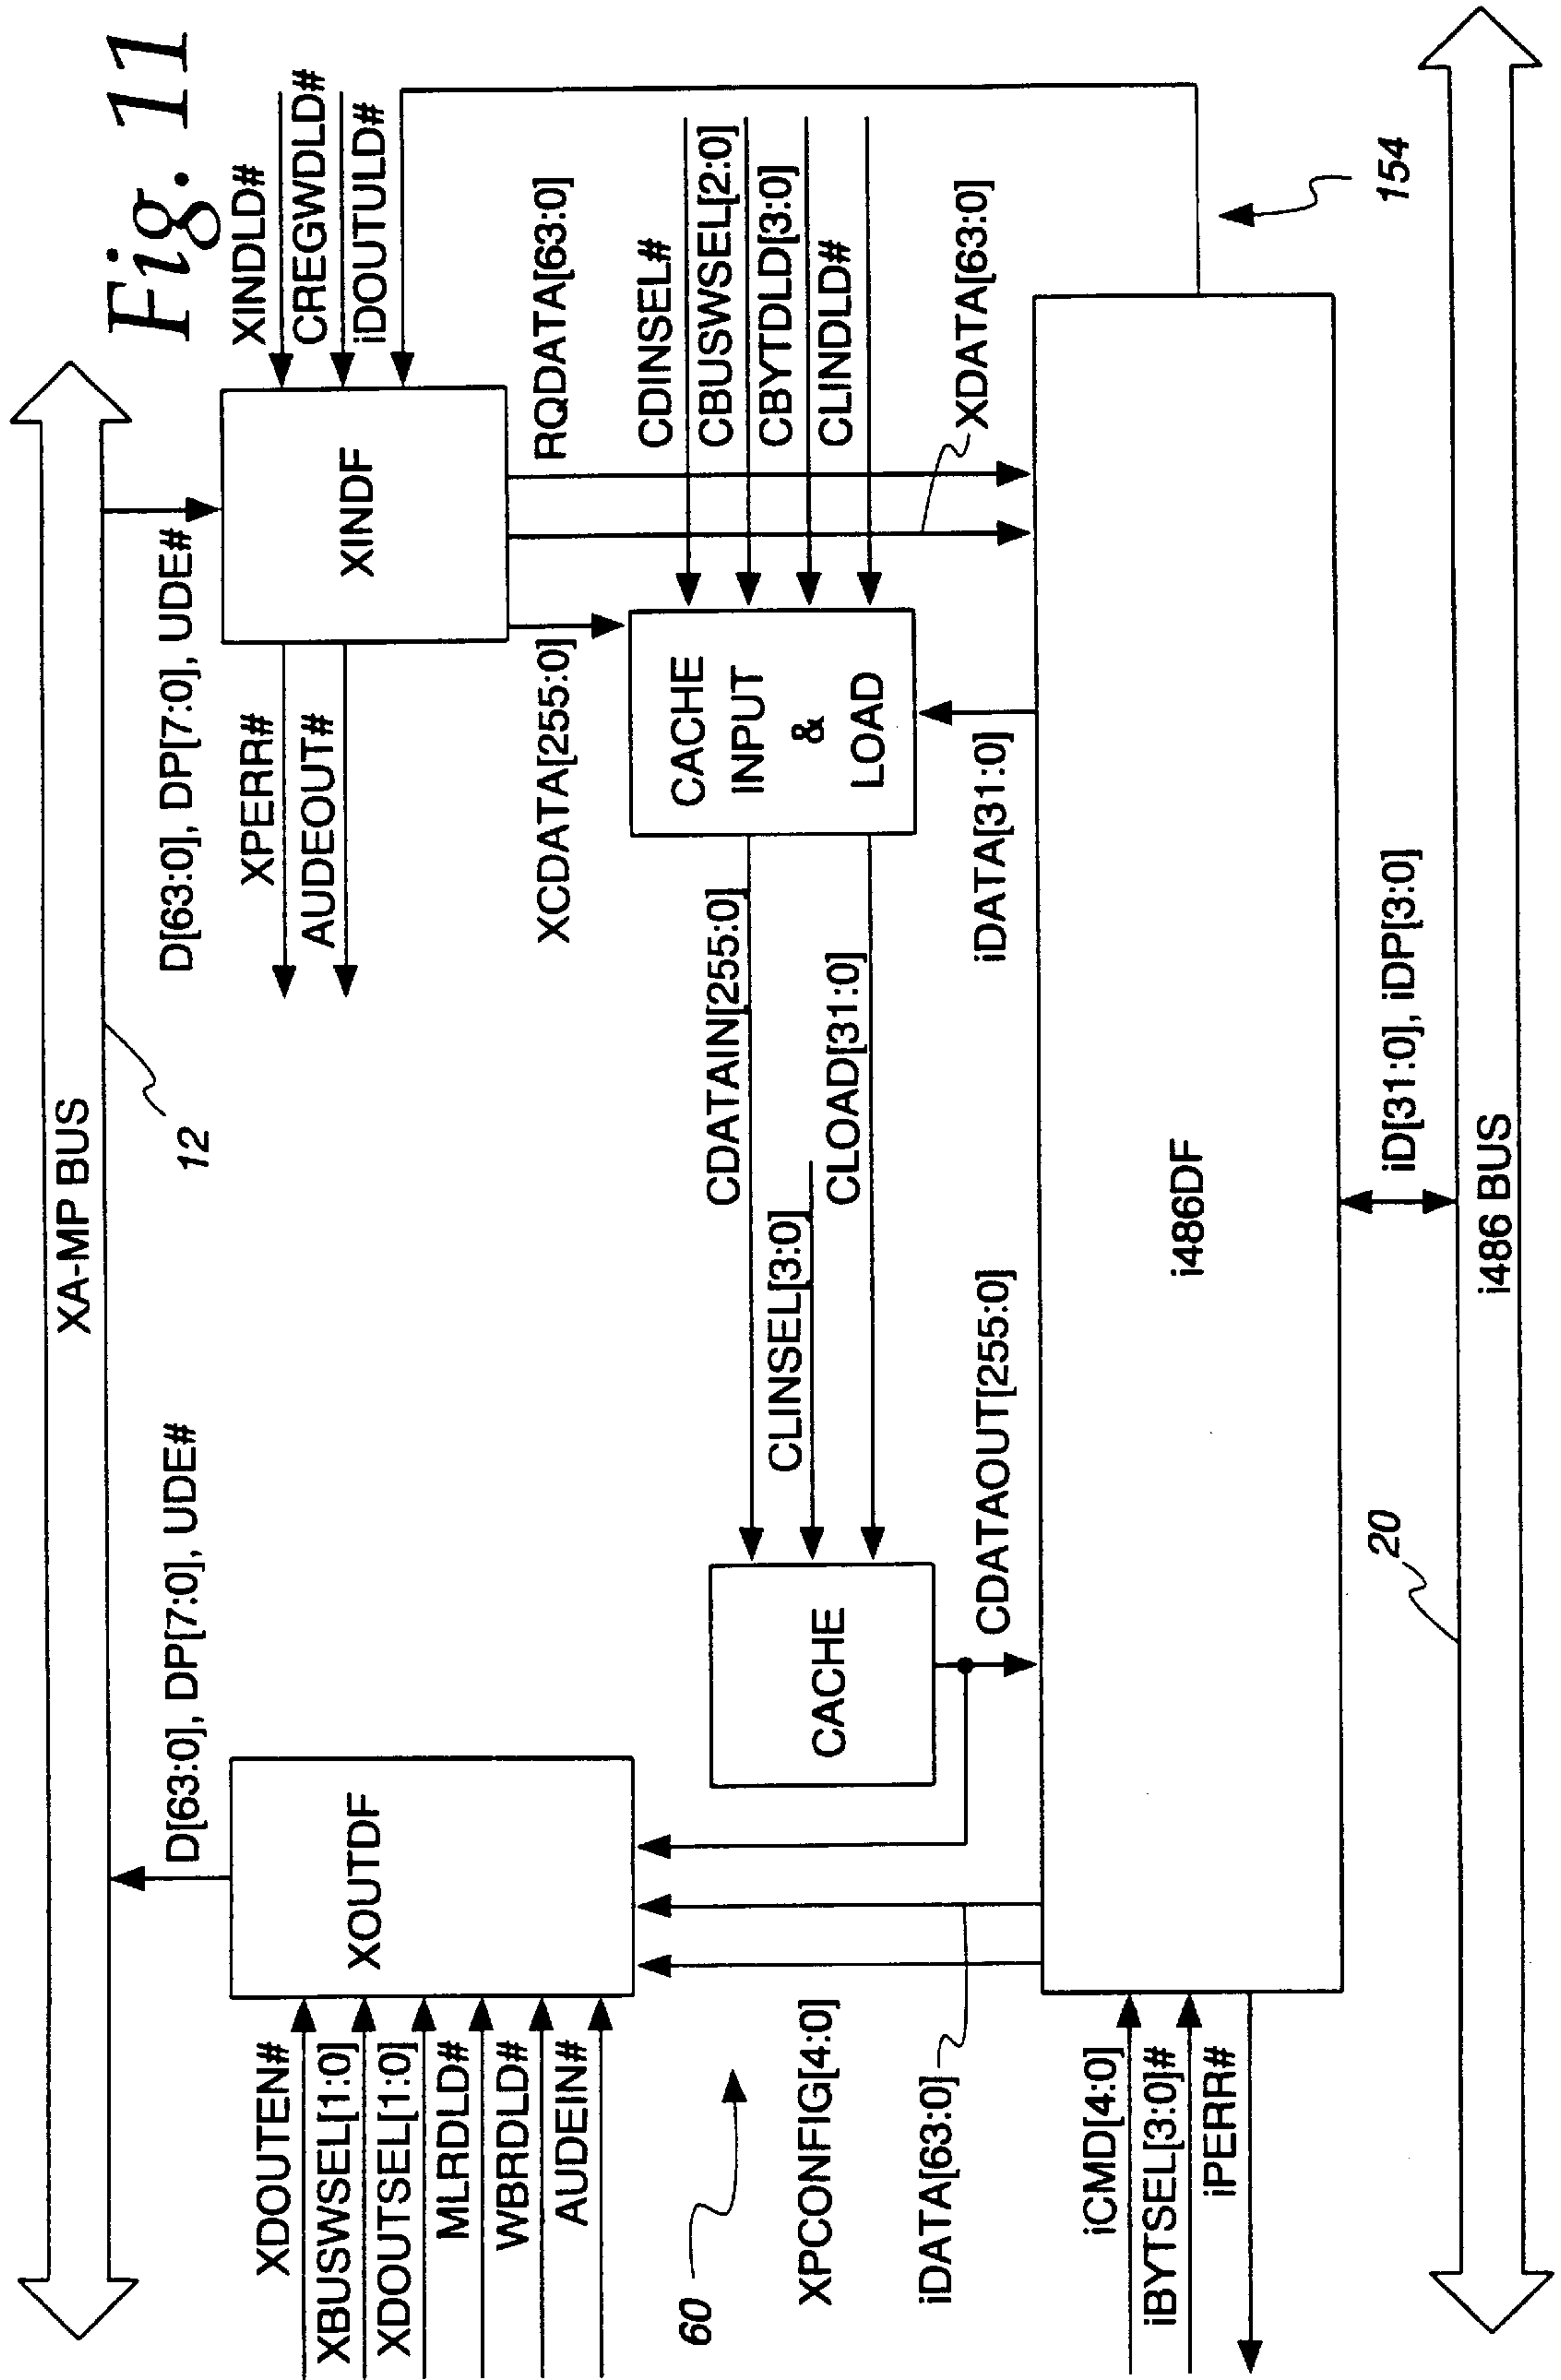 Fig. 11
XA-MP BUS
12
D[63:0], DP[7:0], UDE#
D[63:0], DP[7:0], UDE#
XDOUTEN#
XBUSWSEL[1:0]
XDOUTSEL[1:0]
MLRDLD#
WBRDLD#
AUDEIN#
XOUTDF
XPERR#
AUDEOUT#
XINDF
XINDLD#
CREGWDLD#
iDOUTULD#
XCDATA[255:0]
RQDATA[63:0]
60
CACHE
CDATAIN[255:0]
CLINSEL[3:0]
CLOAD[31:0]
CACHE
INPUT
&
LOAD
CDINSEL#
CBUSWSEL[2:0]
CBYTDLD[3:0]
CLINDLD#
XPCONFIG[4:0]
iDATA[63:0]
CDATAOUT[255:0]
iDATA[31:0]
XDATA[63:0]
iCMD[4:0]
iBYTSEL[3:0]#
iPERR#
i486DF
154
20
iD[31:0], iDP[3:0]
i486 BUS